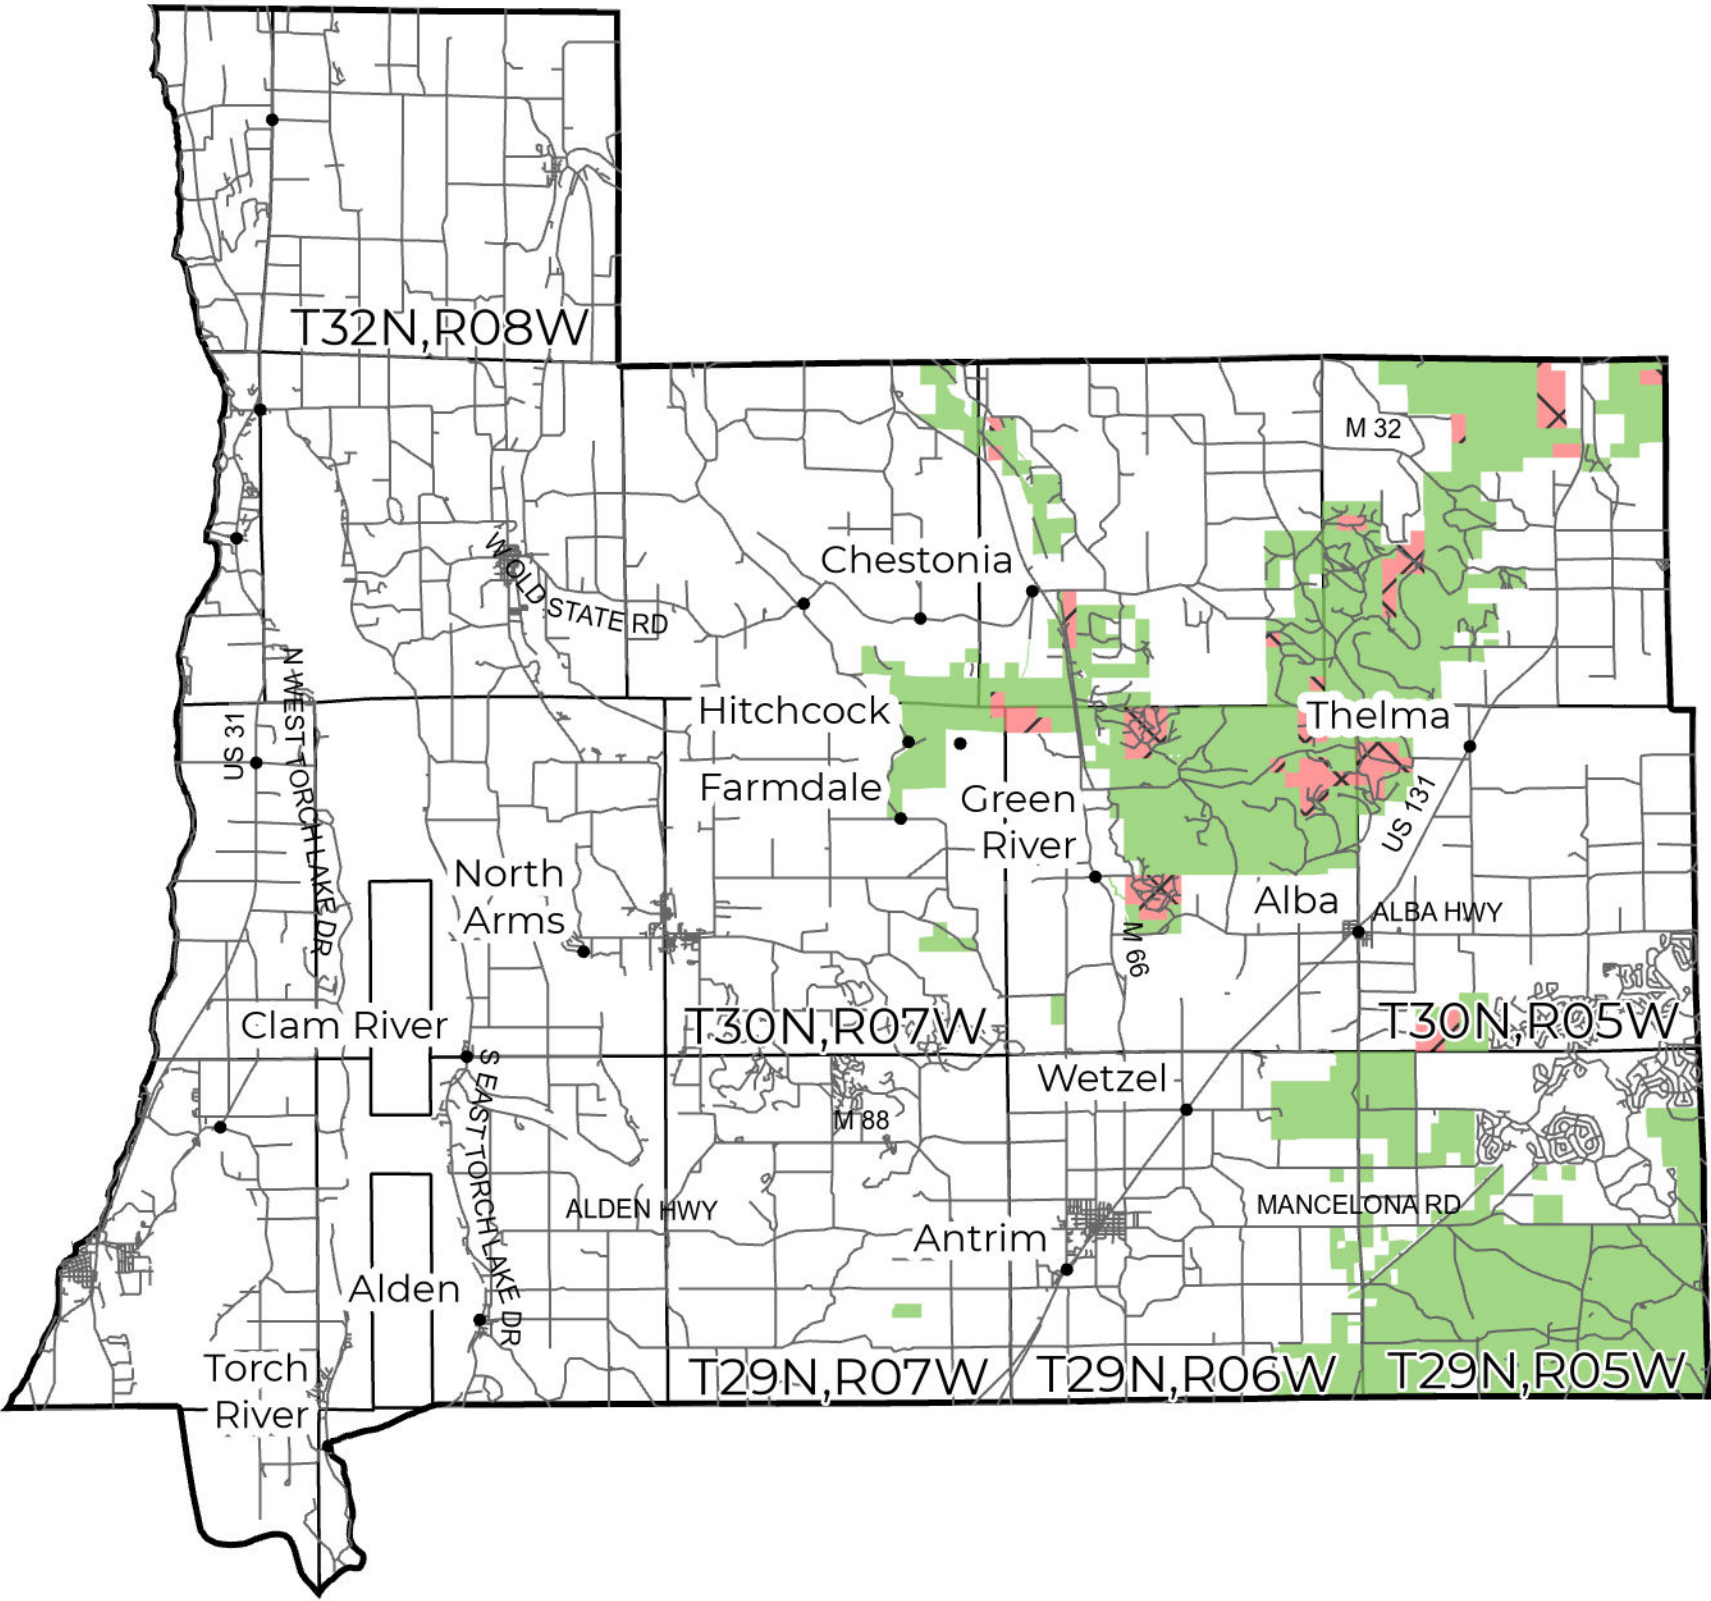 T32N,R08W
M 32
Chestonia
W OLD STATE RD
N WEST TORCH LAKE DR
US 31
Hitchcock
Thelma
Farmdale
Green
River
US 131
North
Arms
Alba
ALBA HWY
M 66
Clam River
T30N,R07W
T30N,R05W
S EAST TORCH LAKE DR
Wetzel
M 88
ALDEN HWY
MANCELONA RD
Antrim
Alden
Torch
River
T29N,R07W
T29N,R06W
T29N,R05W